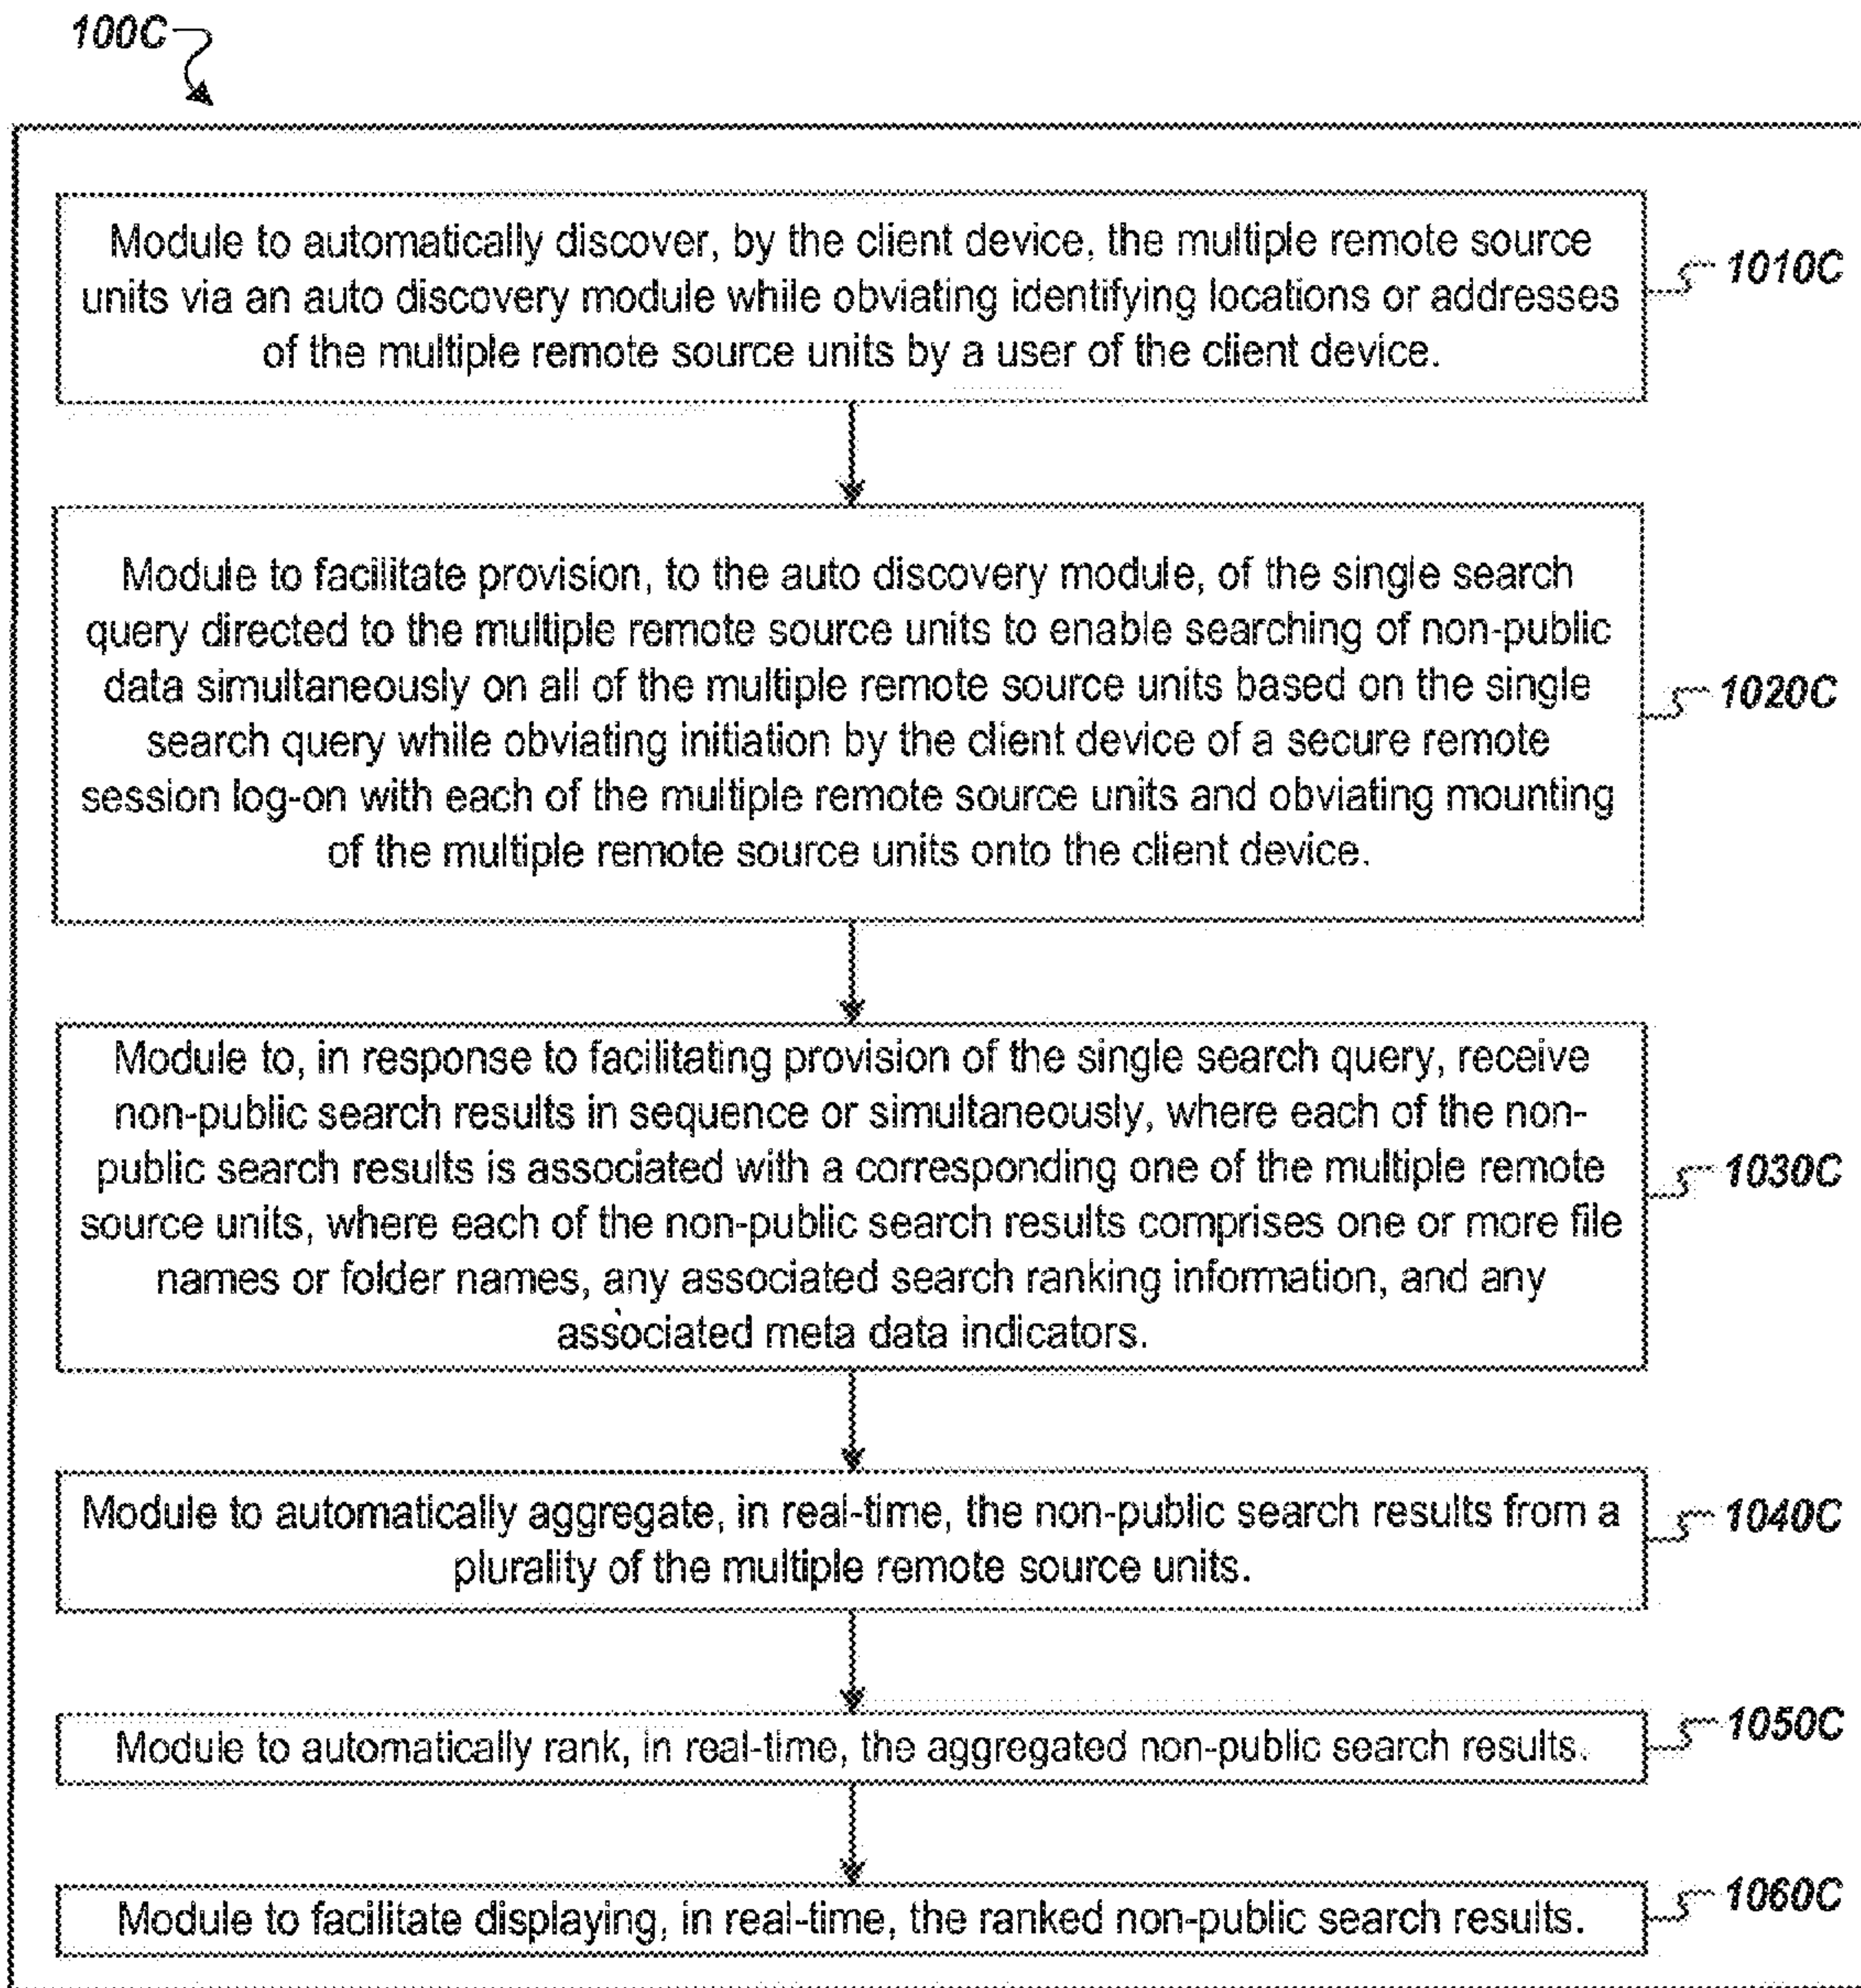 100C
Module to automatically discover, by the client device, the multiple remote source
units via an auto discovery module while obviating identifying locations or addresses
of the multiple remote source units by a user of the client device.
1010C
Module to facilitate provision, to the auto discovery module, of the single search
query directed to the multiple remote source units to enable searching of non-public
data simultaneously on all of the multiple remote source units based on the single
search query while obviating initiation by the client device of a secure remote
session log-on with each of the multiple remote source units and obviating mounting
of the multiple remote source units onto the client device.
1020C
Module to, in response to facilitating provision of the single search query, receive
non-public search results in sequence or simultaneously, where each of the non-
public search results is associated with a corresponding one of the multiple remote
source units, where each of the non-public search results comprises one or more file
names or folder names, any associated search ranking information, and any
associated meta data indicators.
1030C
Module to automatically aggregate, in real-time, the non-public search results from a
plurality of the multiple remote source units.
1040C
Module to automatically rank, in real-time, the aggregated non-public search results.
1050C
Module to facilitate displaying, in real-time, the ranked non-public search results.
1060C